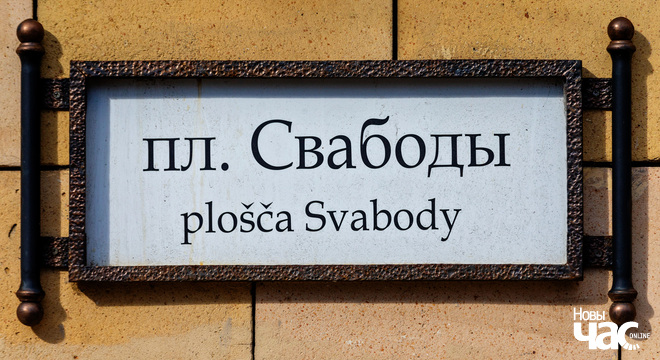 пл. Свабоды
plošča Svabody
Новы
Час
ONLINE